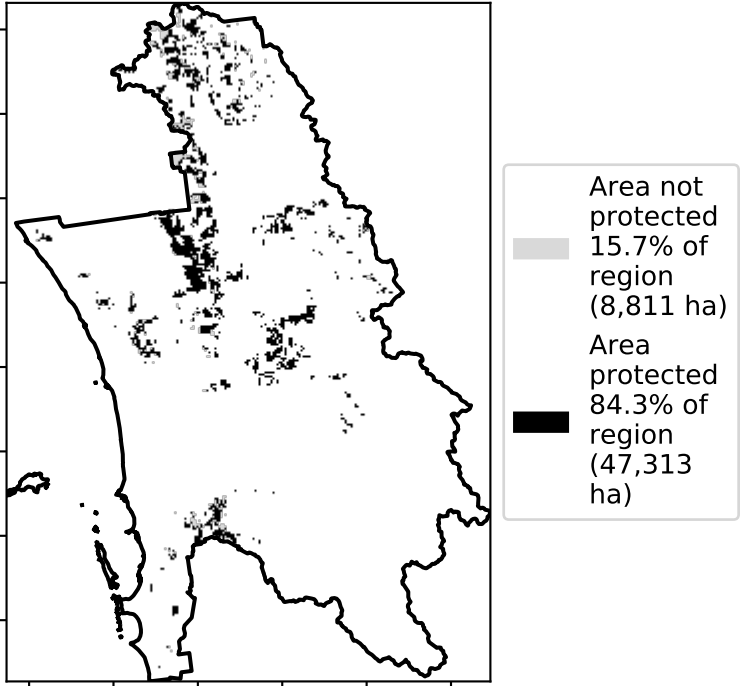 Area not
protected
15.7% of
region
(8,811 ha)
Area
protected
84.3% of
region
(47,313
ha)